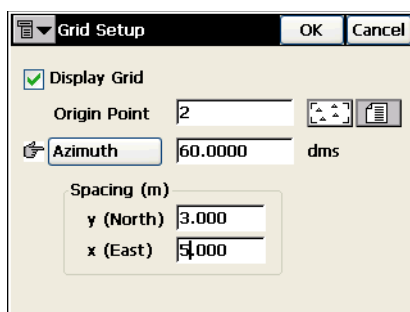 Grid Setup OK Cancel
Display Grid
Origin Point 2
Azimuth 60.0000 dms
Spacing (m)
y (North) 3.000
x (East) 5.000